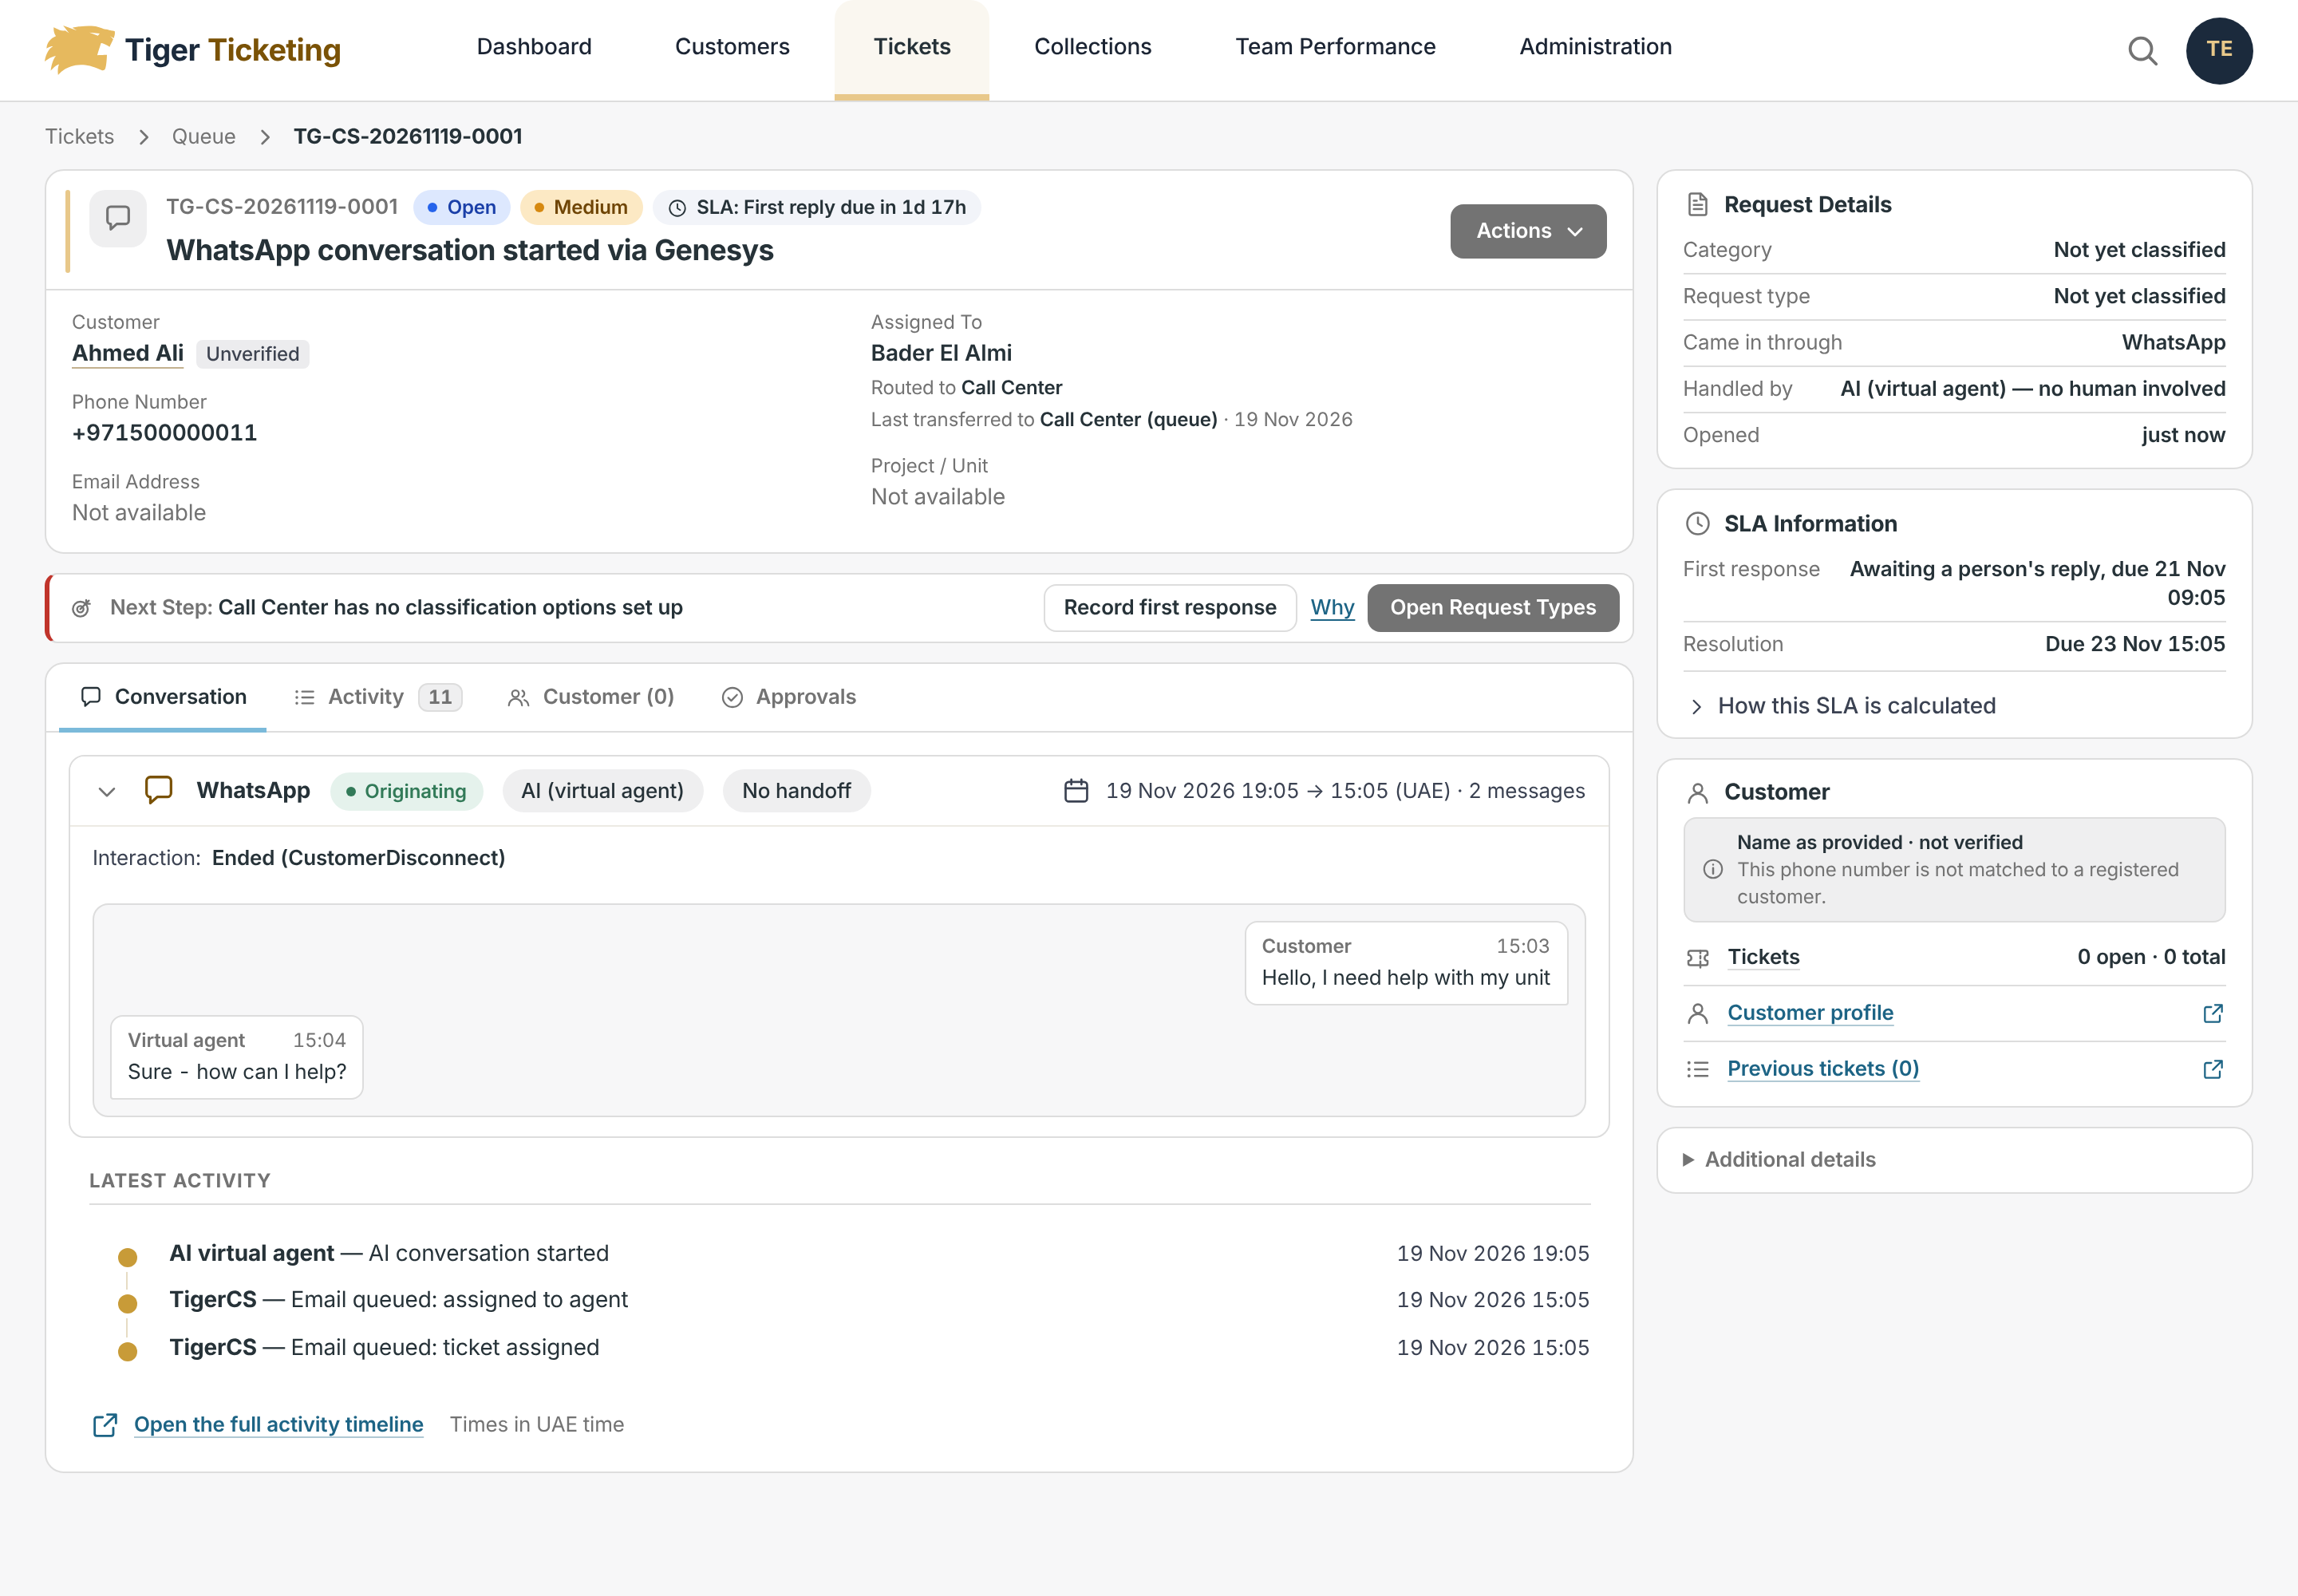 Tiger Ticketing
Dashboard
Customers
Tickets
Collections
Team Performance
Administration
TE
Tickets > Queue > TG-CS-20261119-0001
TG-CS-20261119-0001
Open
Medium
SLA: First reply due in 1d 17h
WhatsApp conversation started via Genesys
Actions
Customer
Ahmed Ali Unverified
Phone Number
+971500000011
Email Address
Not available
Assigned To
Bader El Almi
Routed to Call Center
Last transferred to Call Center (queue) · 19 Nov 2026
Project / Unit
Not available
Next Step: Call Center has no classification options set up
Record first response
Why
Open Request Types
Conversation
Activity 11
Customer (0)
Approvals
WhatsApp
Originating
AI (virtual agent)
No handoff
19 Nov 2026 19:05 → 15:05 (UAE) · 2 messages
Interaction: Ended (CustomerDisconnect)
Customer 15:03
Hello, I need help with my unit
Virtual agent 15:04
Sure - how can I help?
LATEST ACTIVITY
AI virtual agent — AI conversation started 19 Nov 2026 19:05
TigerCS — Email queued: assigned to agent 19 Nov 2026 15:05
TigerCS — Email queued: ticket assigned 19 Nov 2026 15:05
Open the full activity timeline Times in UAE time
Request Details
Category Not yet classified
Request type Not yet classified
Came in through WhatsApp
Handled by AI (virtual agent) — no human involved
Opened just now
SLA Information
First response Awaiting a person's reply, due 21 Nov
09:05
Resolution Due 23 Nov 15:05
How this SLA is calculated
Customer
Name as provided · not verified
This phone number is not matched to a registered
customer.
Tickets 0 open · 0 total
Customer profile
Previous tickets (0)
Additional details